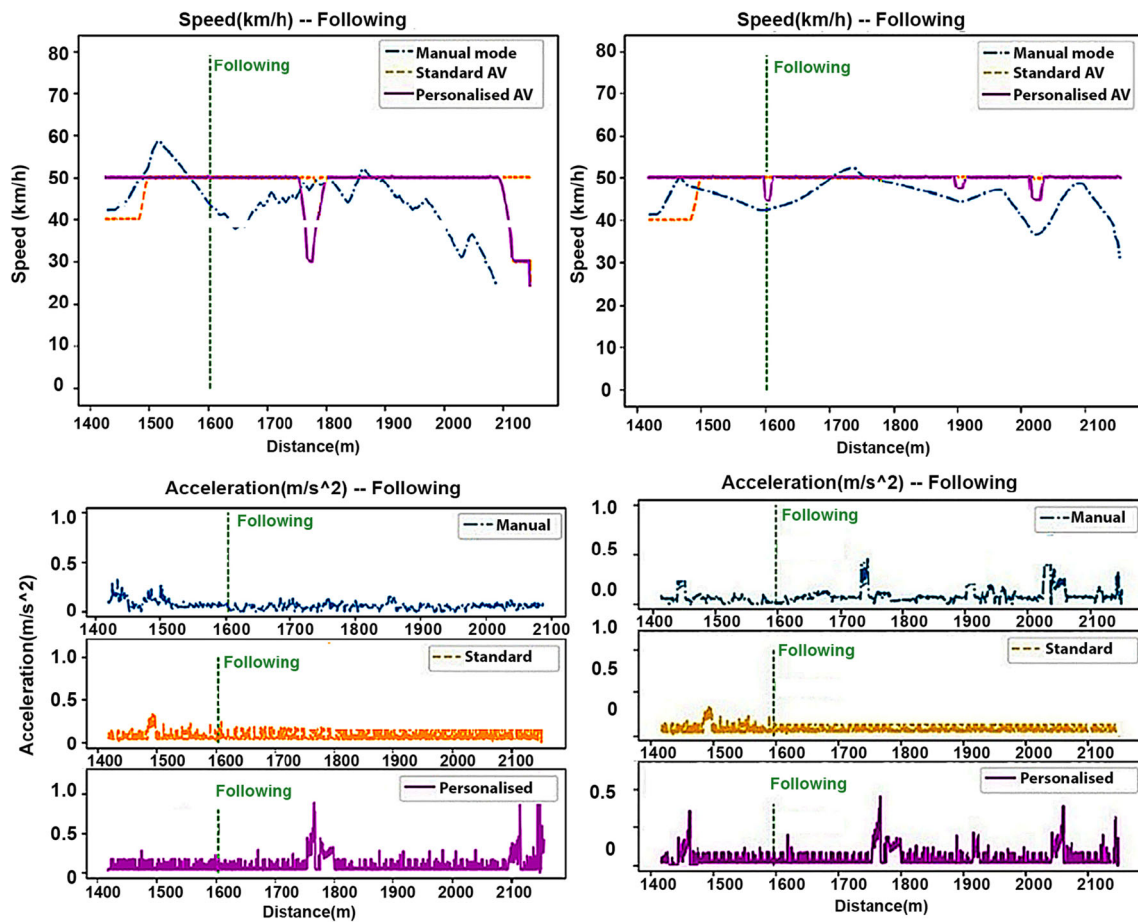 Speed(km/h) -- Following
80
70
60
50
40
30
20
10
0
Speed (km/h)
Following
Manual mode
Standard AV
Personalised AV
1400 1500 1600 1700 1800 1900 2000 2100
Distance(m)
Speed(km/h) -- Following
80
70
60
50
40
30
20
10
0
Speed (km/h)
Following
Manual mode
Standard AV
Personalised AV
1400 1500 1600 1700 1800 1900 2000 2100
Distance(m)
Acceleration(m/s^2) -- Following
Acceleration(m/s^2)
1.0
0.5
0
Following
Manual
1400 1500 1600 1700 1800 1900 2000 2100
1.0
0.5
0
Following
Standard
1400 1500 1600 1700 1800 1900 2000 2100
1.0
0.5
0
Following
Personalised
1400 1500 1600 1700 1800 1900 2000 2100
Distance(m)
Acceleration(m/s^2) -- Following
1.0
0.5
0.0
Following
Manual
1400 1500 1600 1700 1800 1900 2000 2100
1.0
0.5
0
Following
Standard
1400 1500 1600 1700 1800 1900 2000 2100
0.5
0
Following
Personalised
1400 1500 1600 1700 1800 1900 2000 2100
Distance(m)